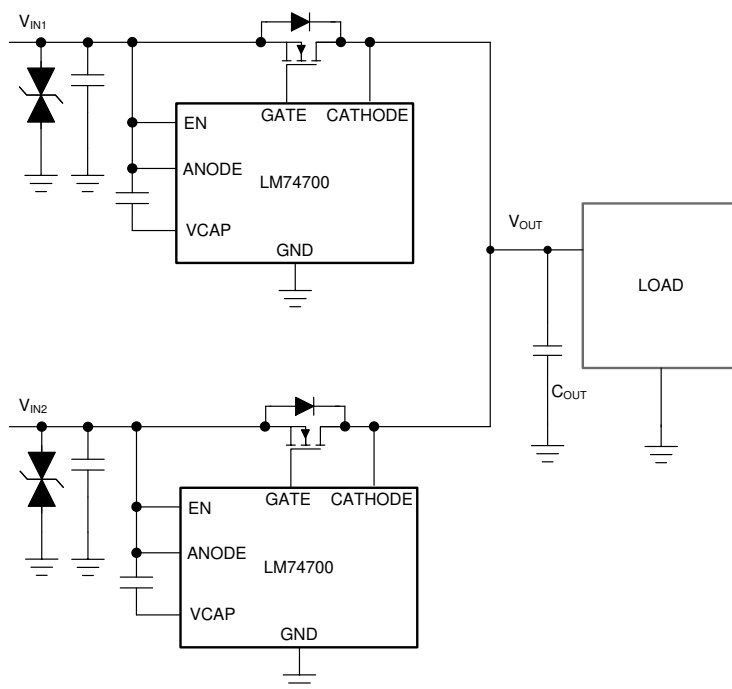 VIN1
GATE CATHODE
EN
ANODE
LM74700
VCAP
GND
VOUT
LOAD
COUT
VIN2
GATE CATHODE
EN
ANODE
LM74700
VCAP
GND